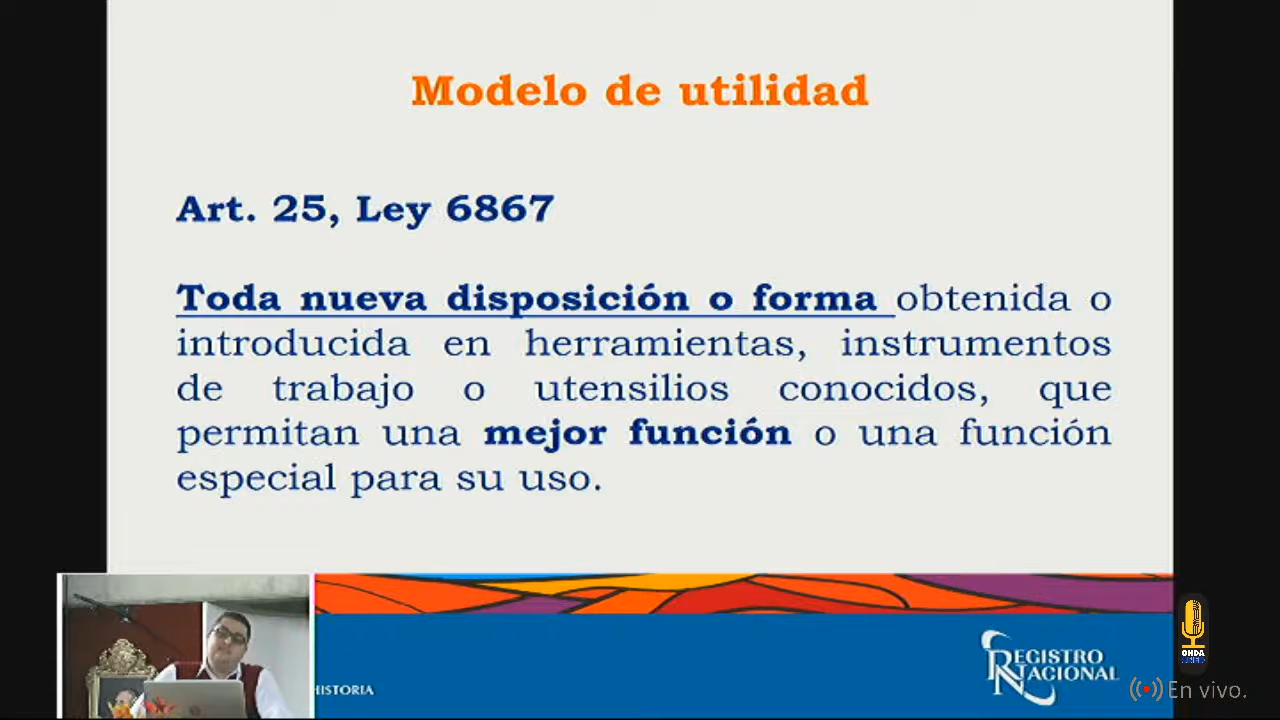 Modelo de utilidad
Art. 25, Ley 6867
Toda nueva disposición o forma obtenida o
introducida en herramientas, instrumentos
de trabajo o utensilios conocidos, que
permitan una mejor función o una función
especial para su uso.
HISTORIA
REGISTRO
NACIONAL
ONDA
UNED
En vivo.